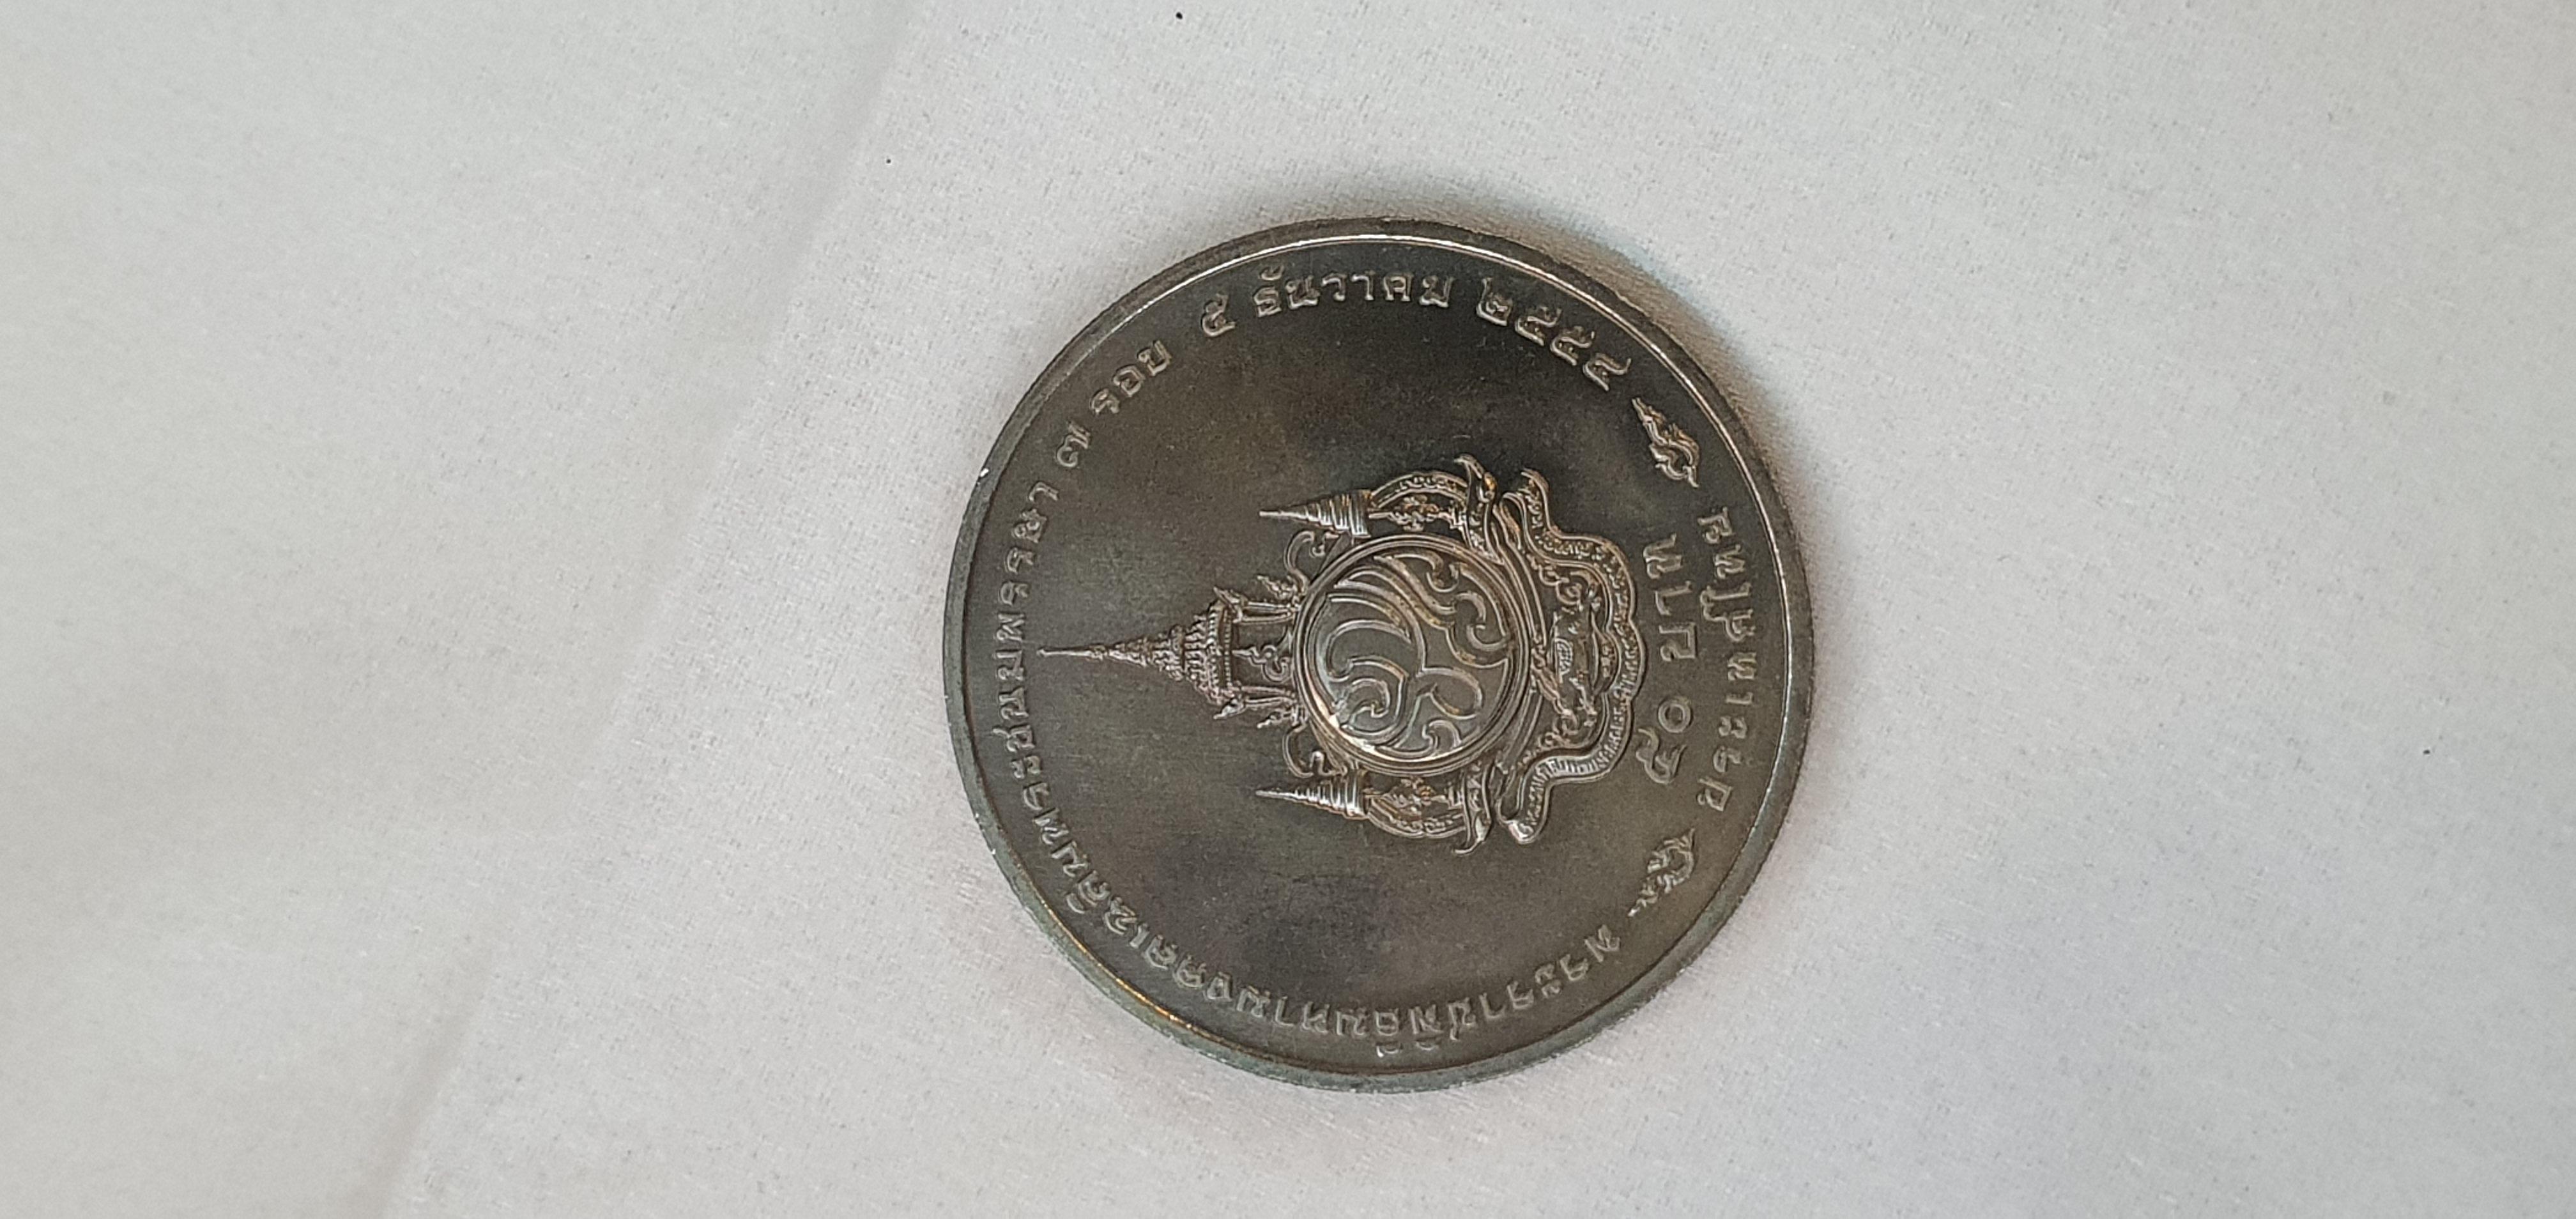 พระราชพิธีมหามงคลเฉลิมพระชนมพรรษา ๗ รอบ ๕ ธันวาคม ๒๕๕๔
๕๐ บาท
ประเทศไทย